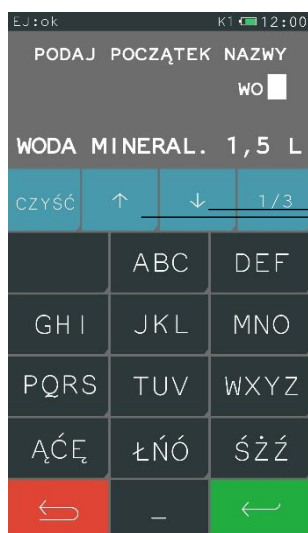 EJ:ok K1 12:00
PODAJ POCZĄTEK NAZWY
WO
WODA MINERAL. 1,5 L
CZYŚĆ ↑ ↓ 1/3
ABC DEF
GHI JKL MNO
PQRS TUV WXYZ
ĄĆĘ ŁŃÓ ŚŻŹ
_